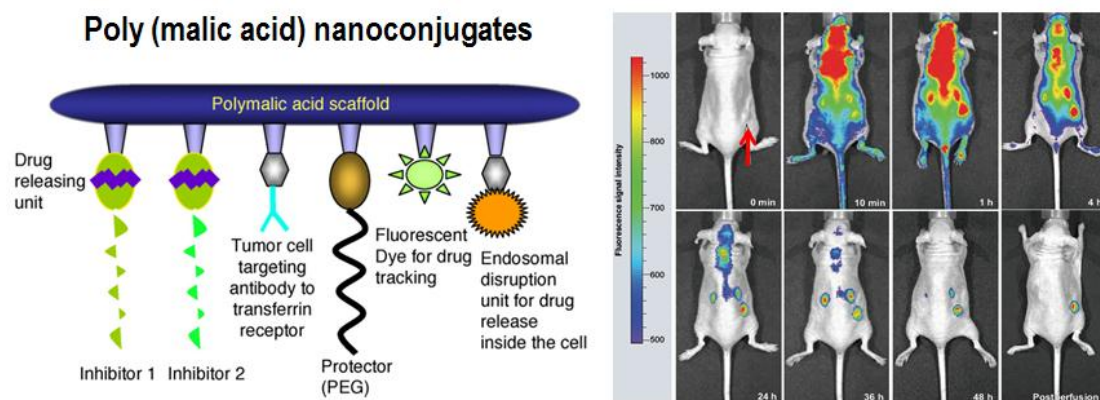 Poly (malic acid) nanoconjugates
Polymalic acid scaffold
Drug
releasing
unit
Inhibitor 1
Inhibitor 2
Tumor cell
targeting
antibody to
transferrin
receptor
Protector
(PEG)
Fluorescent
Dye for drug
tracking
Endosomal
disruption
unit for drug
release
inside the cell
Fluorescence signal intensity
1000
900
800
700
600
500
0 min
10 min
1 h
4 h
24 h
36 h
48 h
Postperfusion